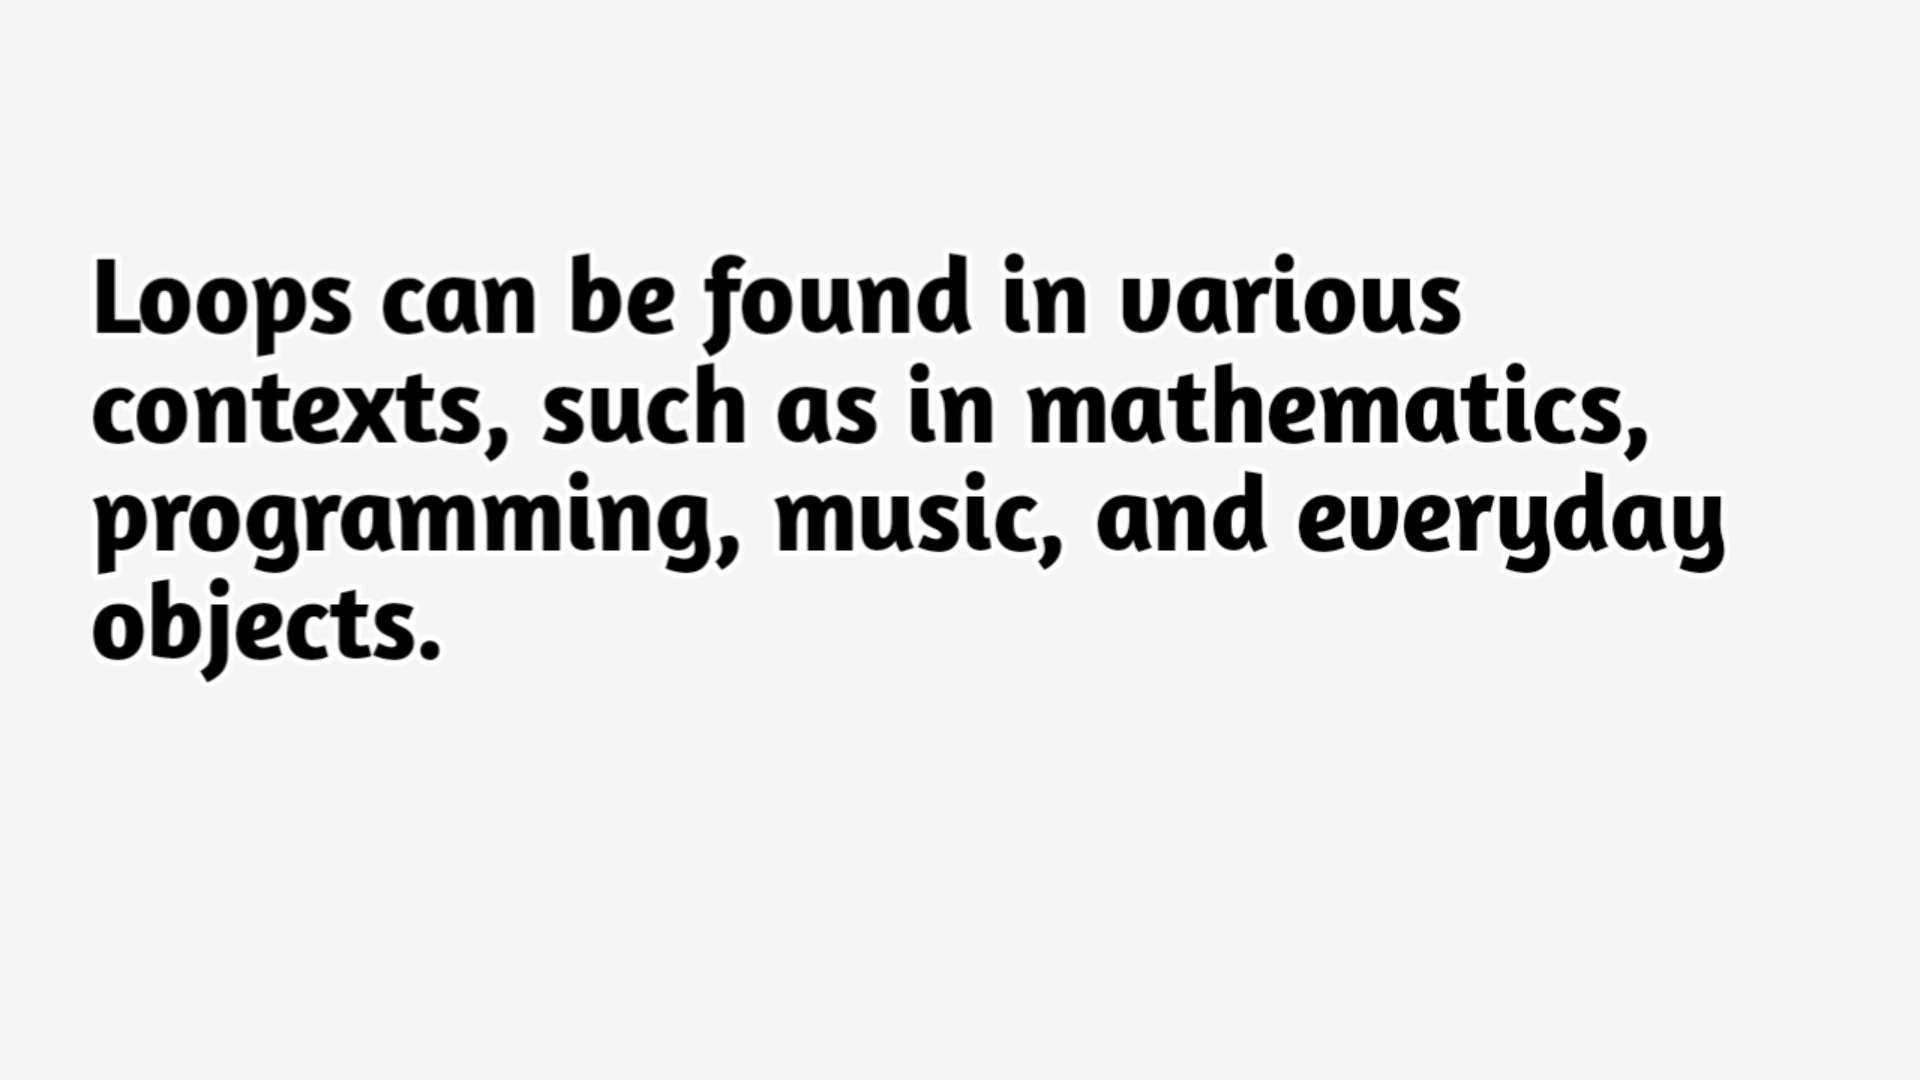 Loops can be found in various
contexts, such as in mathematics,
programming, music, and everyday
objects.